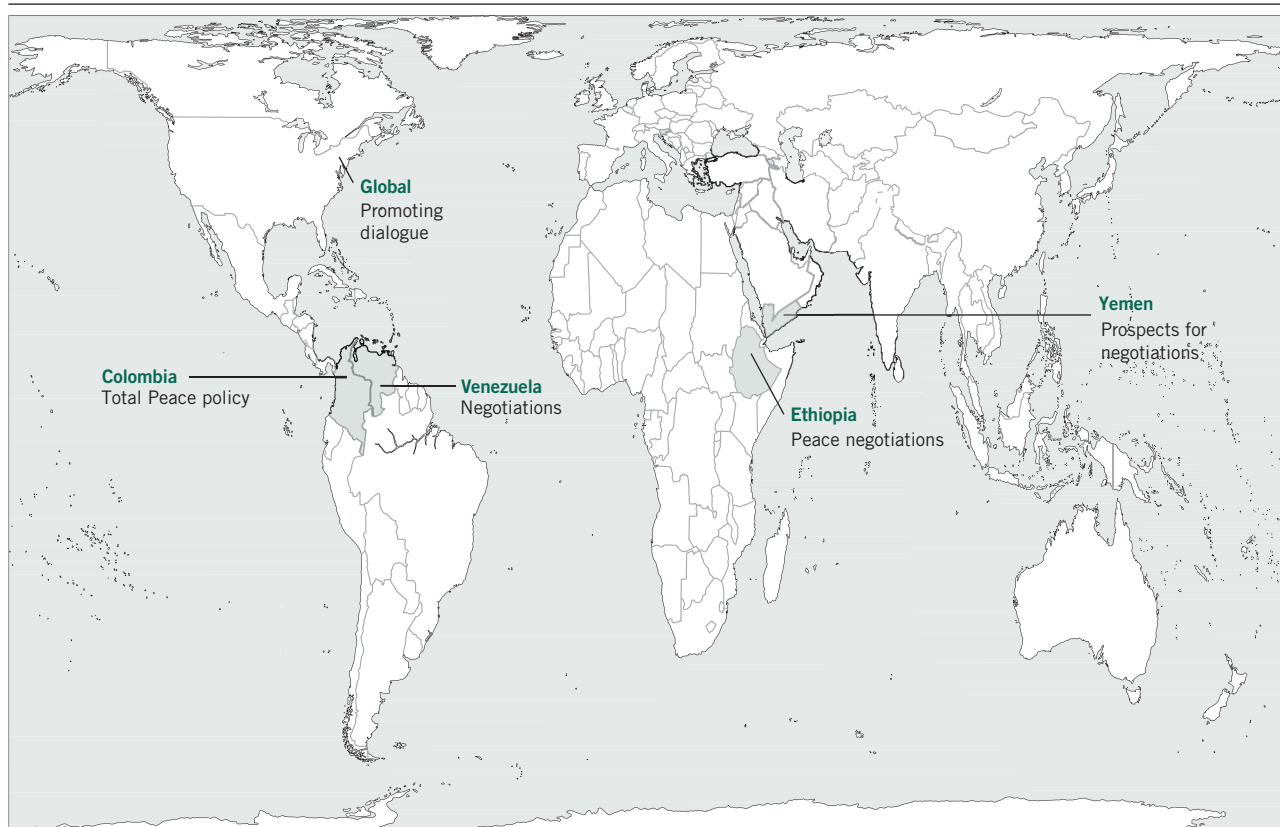 Global
Promoting
dialogue
Yemen
Prospects for
negotiations
Colombia
Total Peace policy
Venezuela
Negotiations
Ethiopia
Peace negotiations